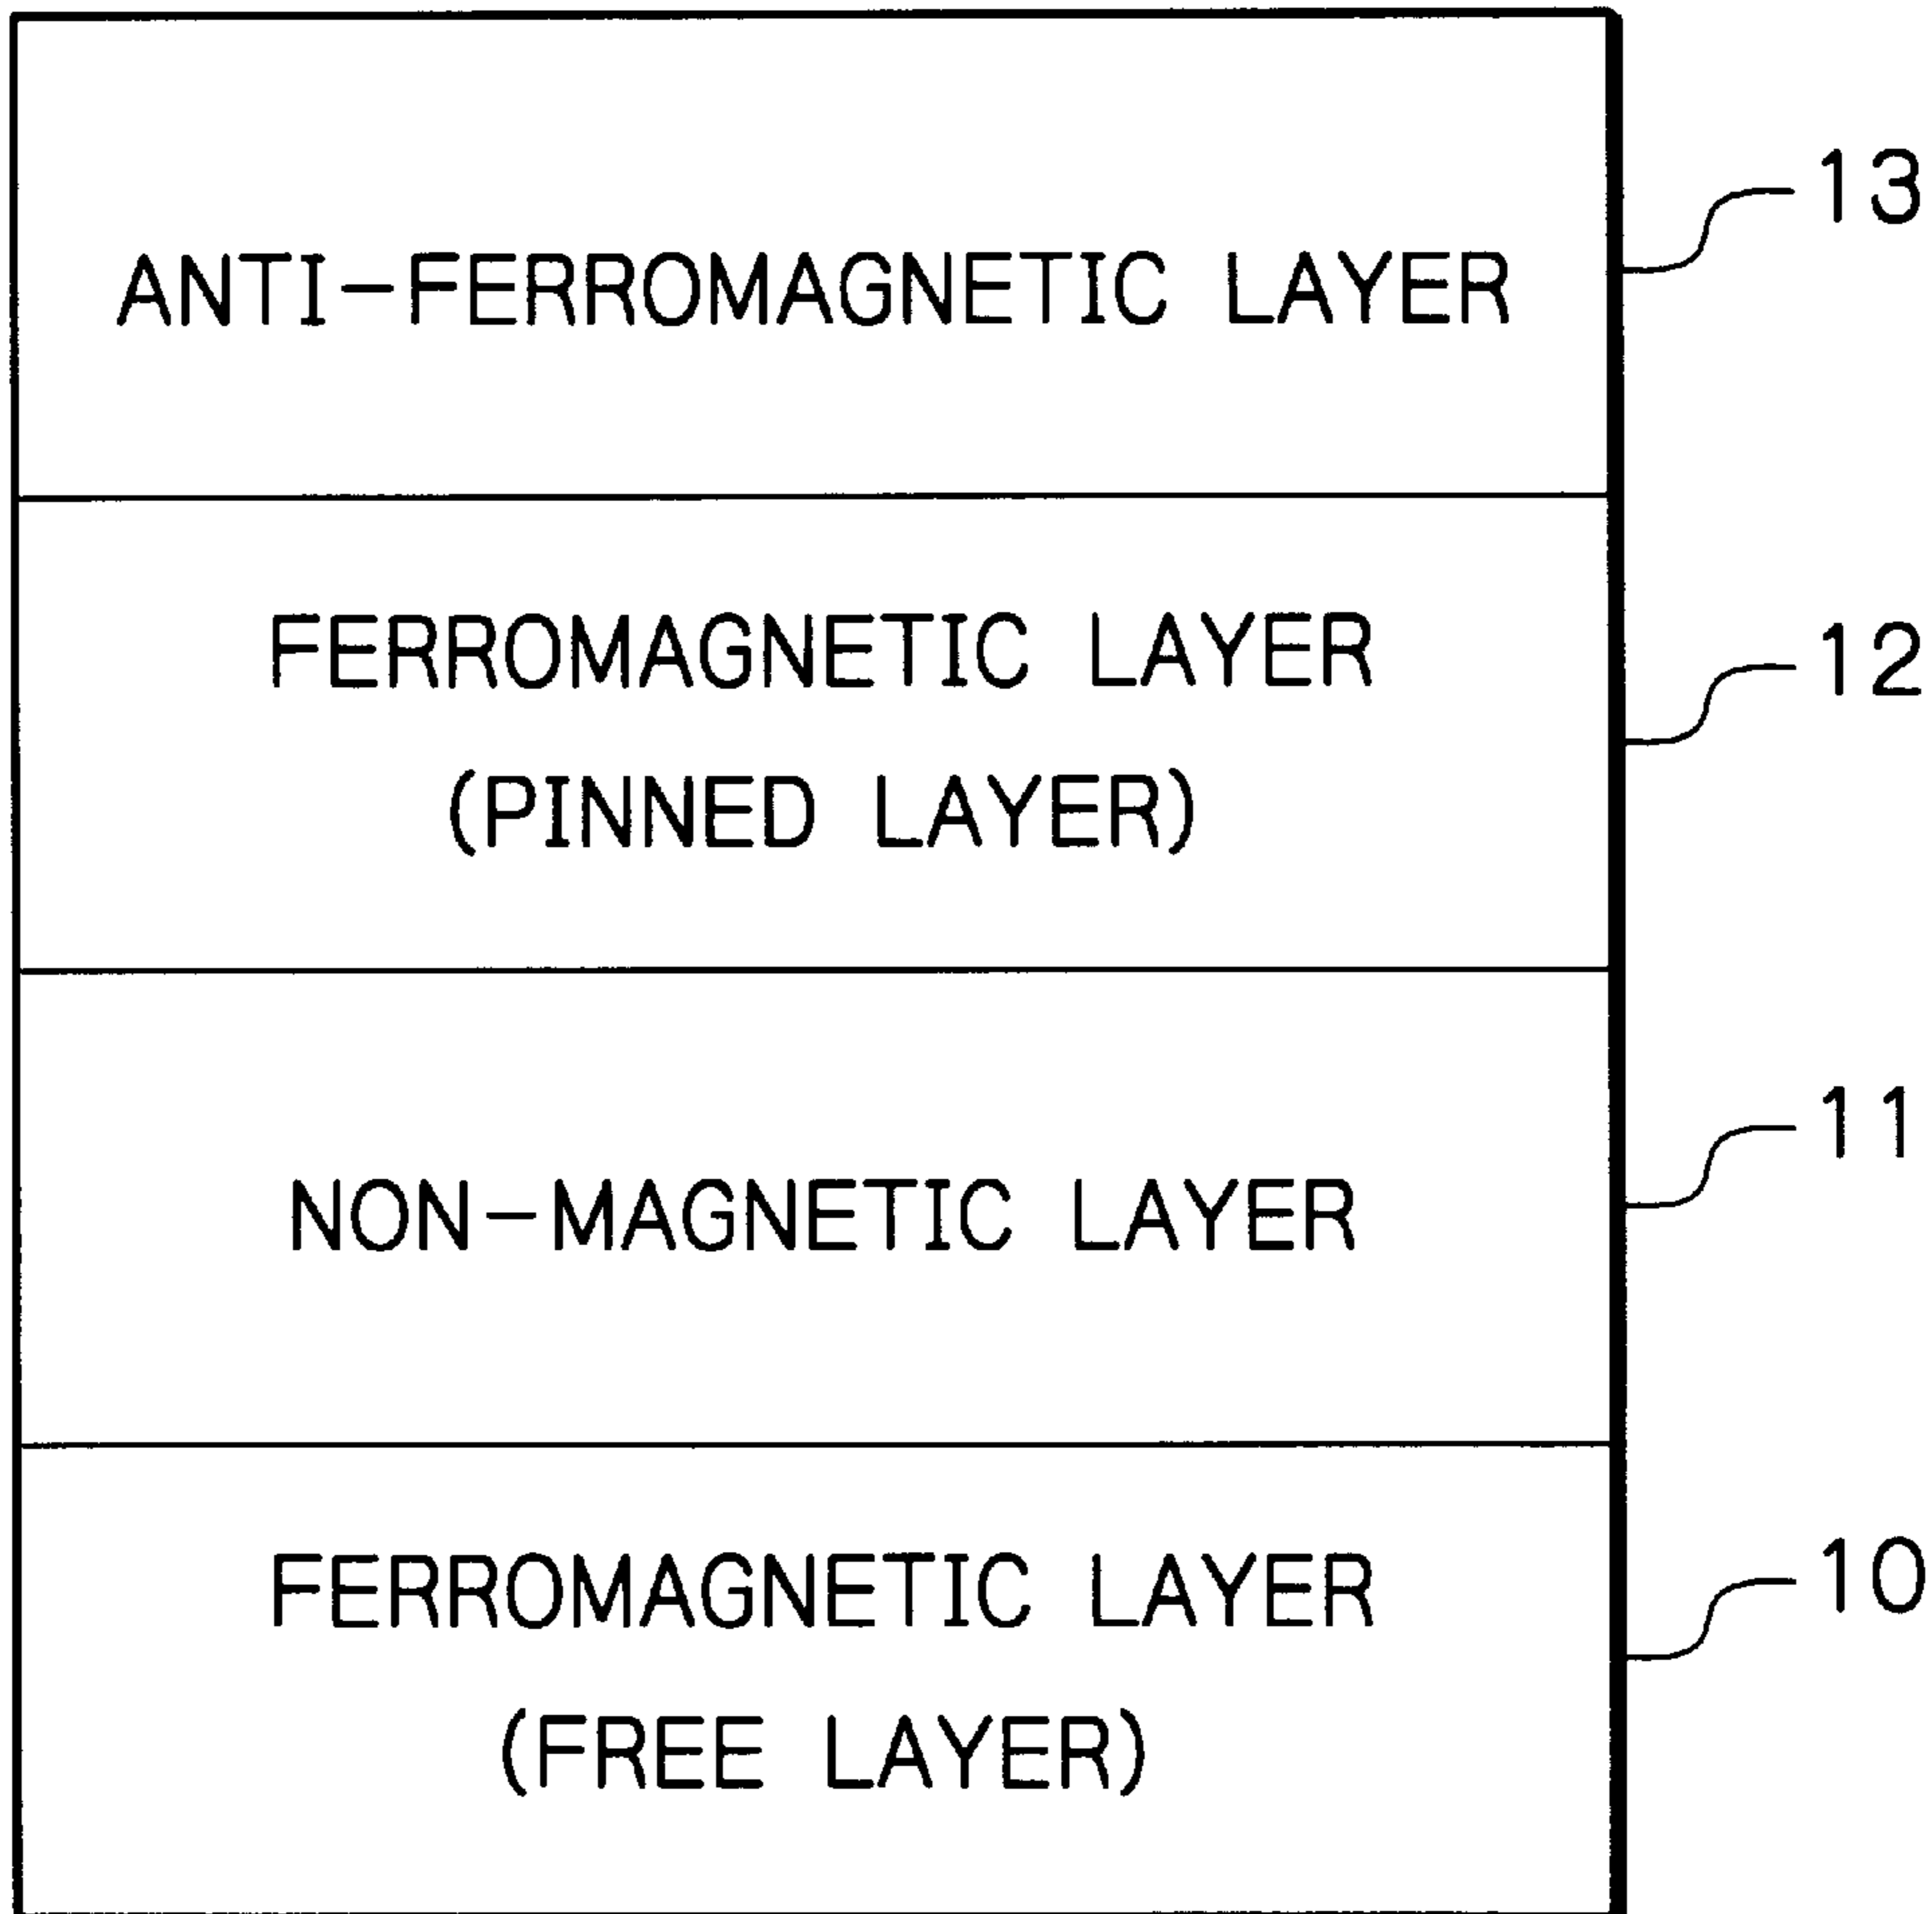 13
ANTI-FERROMAGNETIC LAYER
FERROMAGNETIC LAYER
12
(PINNED LAYER)
11
NON-MAGNETIC LAYER
FERROMAGNETIC LAYER
10
(FREE LAYER)